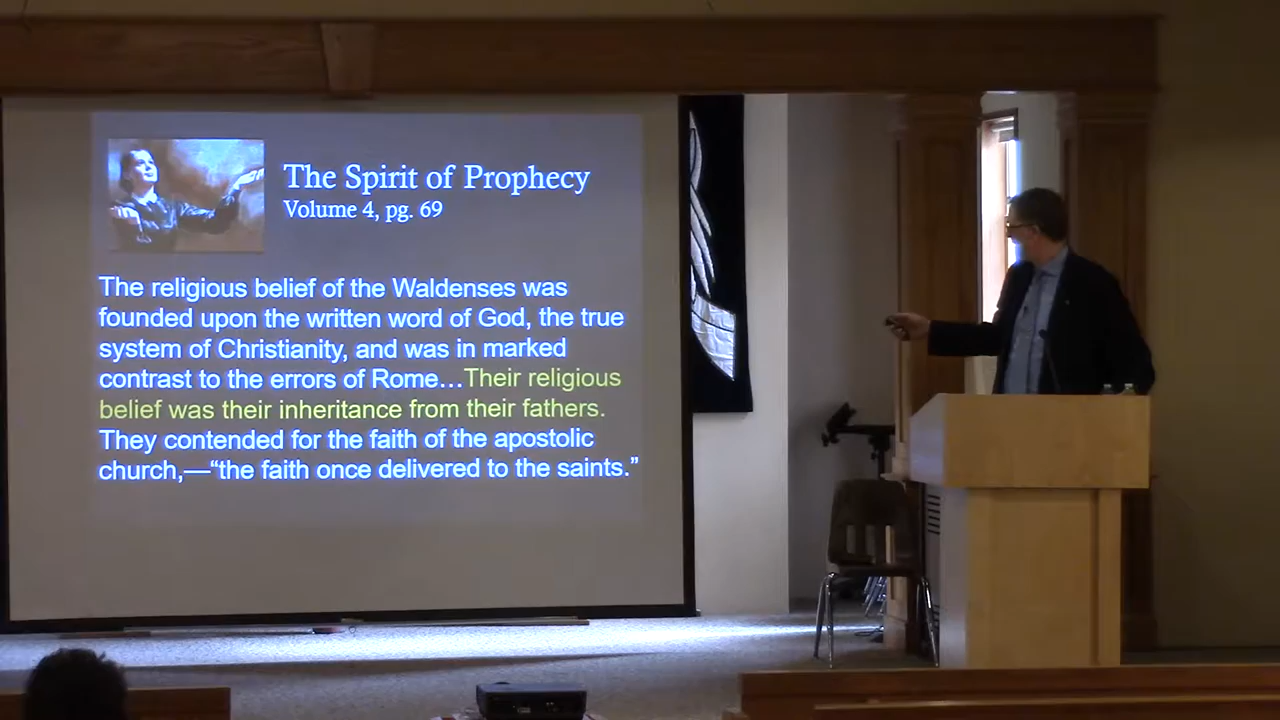 The Spirit of Prophecy
Volume 4, pg. 69
The religious belief of the Waldenses was
founded upon the written word of God, the true
system of Christianity, and was in marked
contrast to the errors of Rome…Their religious
belief was their inheritance from their fathers.
They contended for the faith of the apostolic
church,—“the faith once delivered to the saints.”